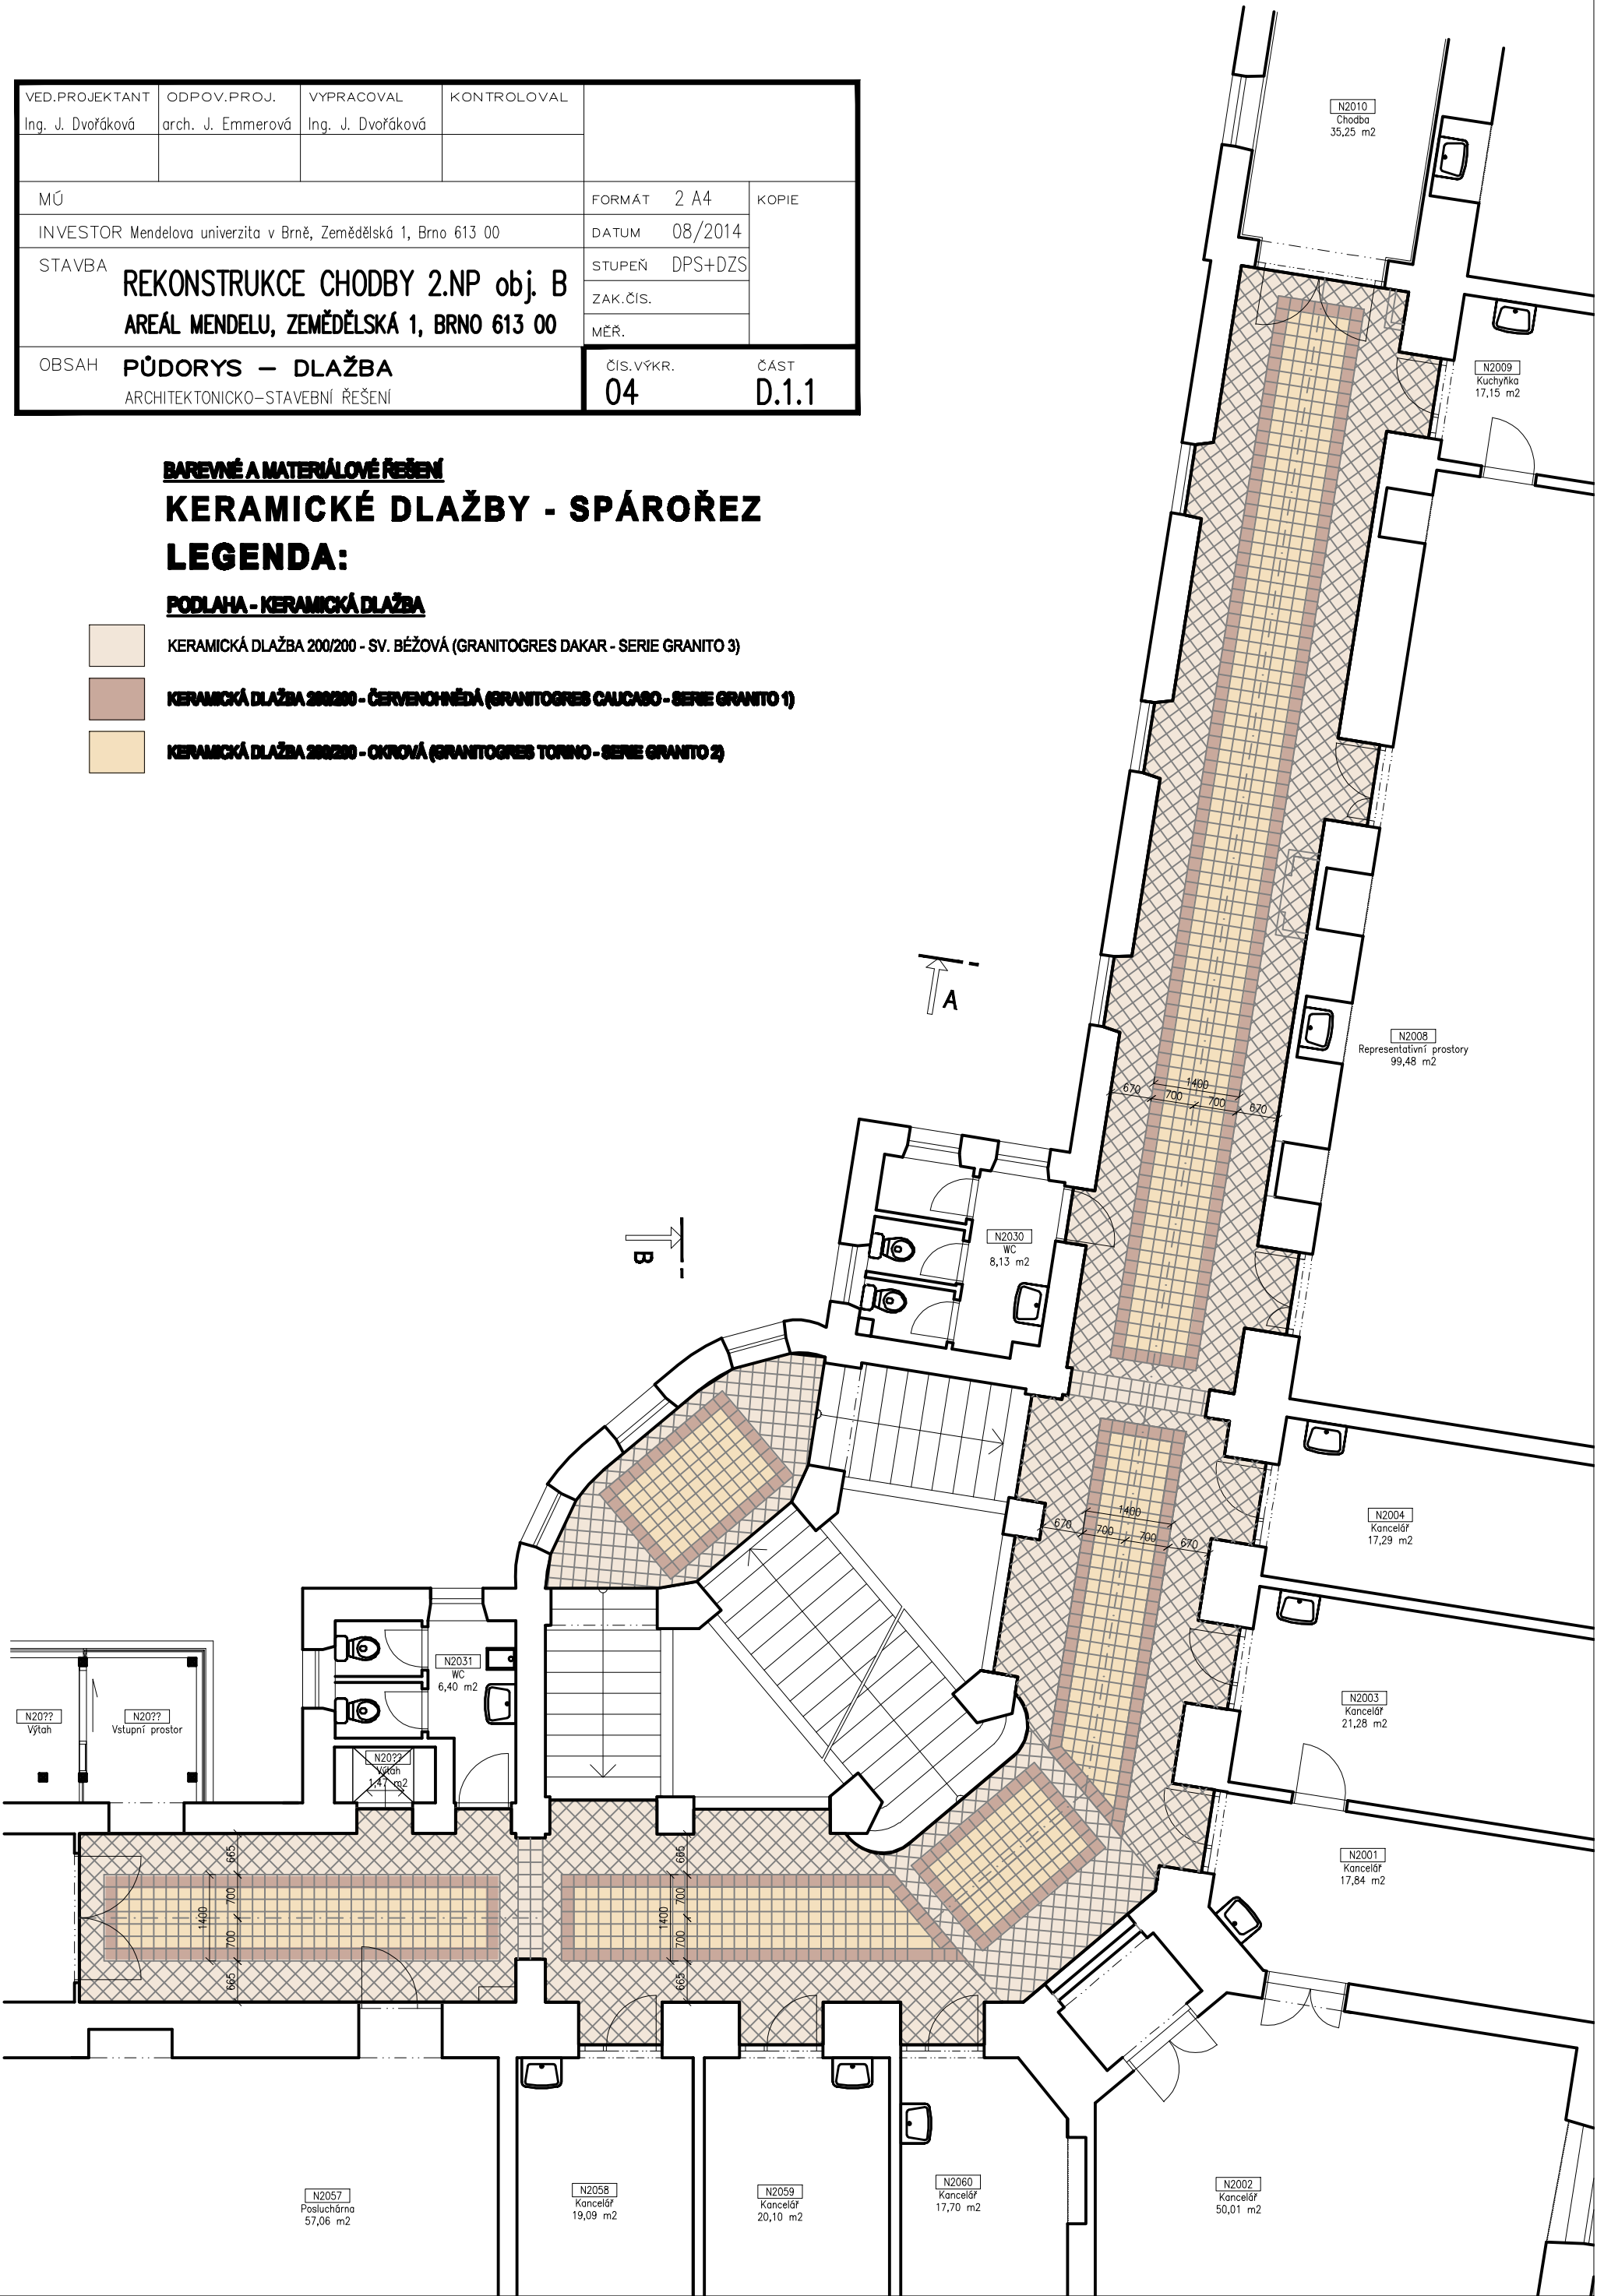 VED.PROJEKTANT ODPOV.PROJ. VYPRACOVAL KONTROLOVAL
Ing. J. Dvořáková arch. J. Emmerová Ing. J. Dvořáková
MÚ
FORMÁT 2 A4 KOPIE
INVESTOR Mendelova univerzita v Brně, Zemědělská 1, Brno 613 00
DATUM 08/2014
STAVBA REKONSTRUKCE CHODBY 2.NP obj. B
AREÁL MENDELU, ZEMĚDĚLSKÁ 1, BRNO 613 00
STUPEŇ DPS+DZS
ZAK.ČÍS.
MĚŘ.
OBSAH PŮDORYS – DLAŽBA
ARCHITEKTONICKO–STAVEBNÍ ŘEŠENÍ
ČÍS.VÝKR. ČÁST
04 D.1.1
BAREVNÉ A MATERIÁLOVÉ ŘEŠENÍ
KERAMICKÉ DLAŽBY - SPÁROŘEZ
LEGENDA:
PODLAHA - KERAMICKÁ DLAŽBA
KERAMICKÁ DLAŽBA 200/200 - SV. BÉŽOVÁ (GRANITOGRES DAKAR - SERIE GRANITO 3)
KERAMICKÁ DLAŽBA 200/200 - ČERVENOHNĚDÁ (GRANITOGRES CAUCASO - SERIE GRANITO 1)
KERAMICKÁ DLAŽBA 200/200 - OKROVÁ (GRANITOGRES TORINO - SERIE GRANITO 2)
N2010
Chodba
35,25 m2
N2009
Kuchyňka
17,15 m2
A
N2008
Representativní prostory
99,48 m2
1400
670 700 700 670
N2030
WC
8,13 m2
B
1400
670 700 700 670
N2004
Kancelář
17,29 m2
N2031
WC
6,40 m2
N2003
Kancelář
21,28 m2
N20??
Výtah
N20??
Vstupní prostor
N20??
Výtah
1,47 m2
N2001
Kancelář
17,84 m2
665
700
1400
700
665
665
700
1400
700
665
N2057
Posluchárna
57,06 m2
N2058
Kancelář
19,09 m2
N2059
Kancelář
20,10 m2
N2060
Kancelář
17,70 m2
N2002
Kancelář
50,01 m2